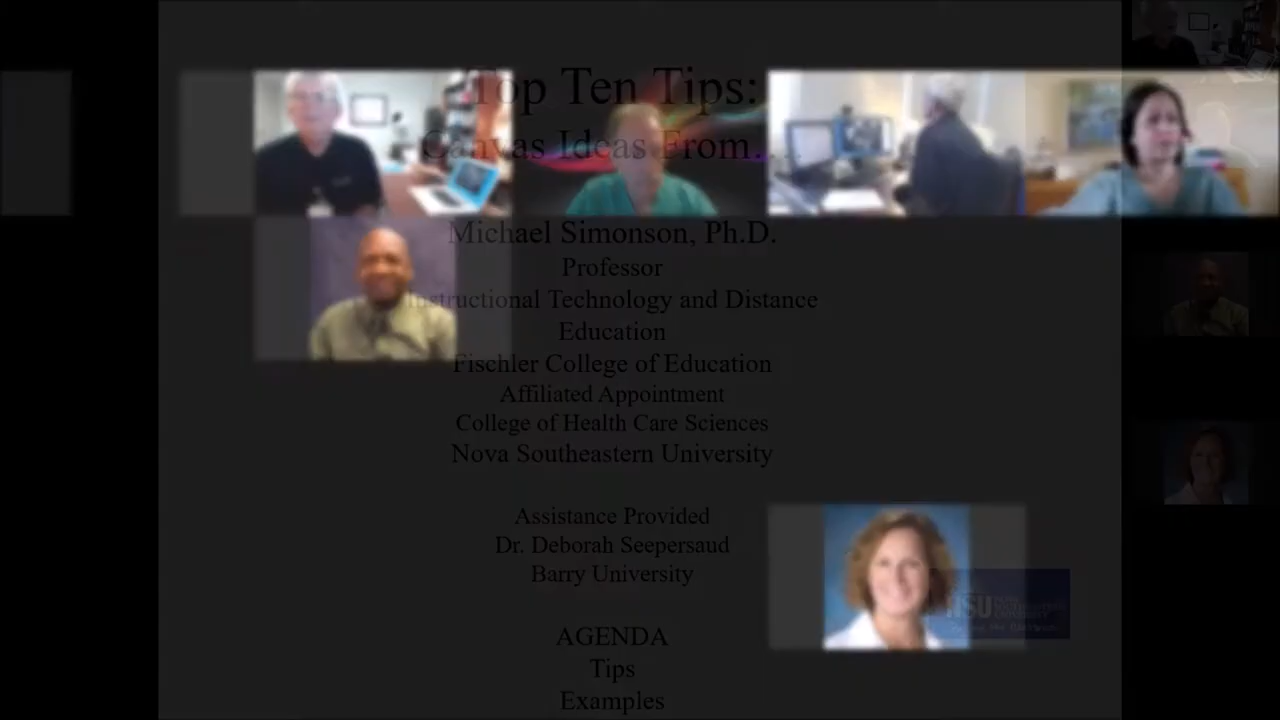 Top Ten Tips:
Canvas Ideas From….
Michael Simonson, Ph.D.
Professor
Instructional Technology and Distance
Education
Fischler College of Education
Affiliated Appointment
College of Health Care Sciences
Nova Southeastern University
Assistance Provided
Dr. Deborah Seepersaud
Barry University
AGENDA
Tips
Examples
NSU